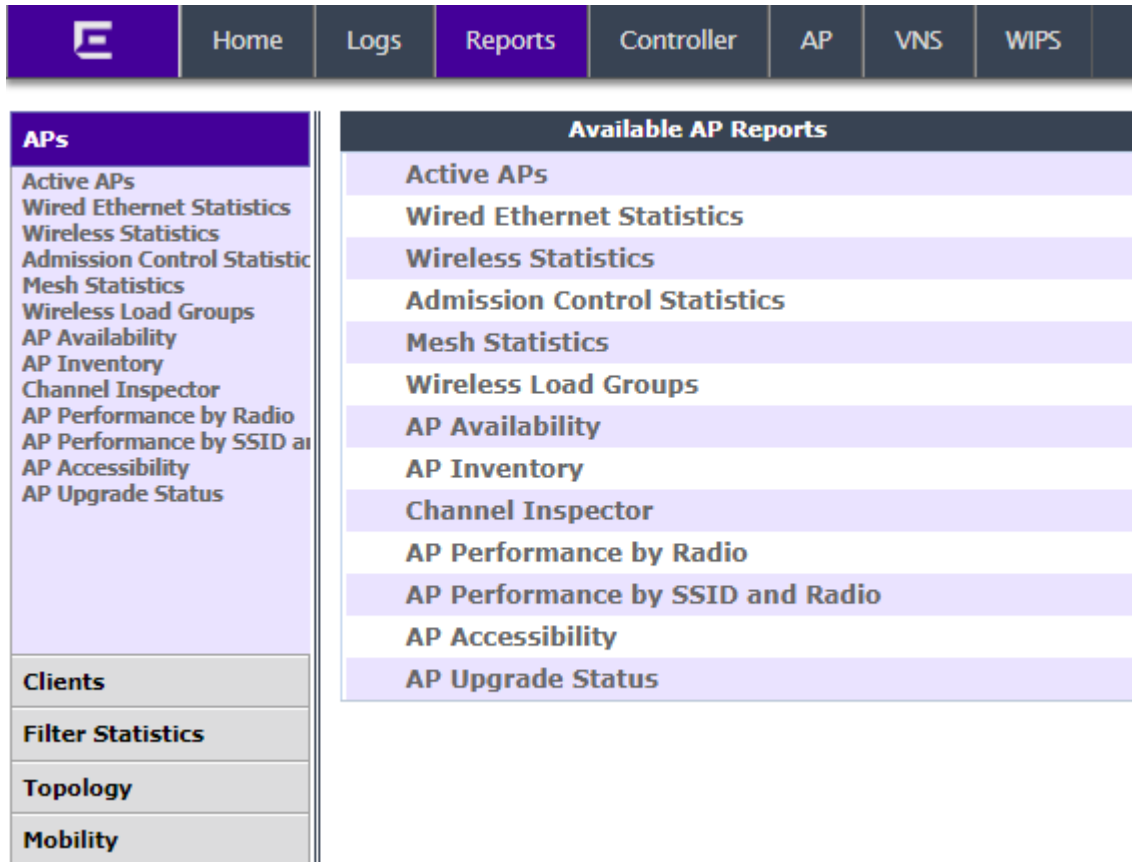 Home Logs Reports Controller AP VNS WIPS
APs
Active APs
Wired Ethernet Statistics
Wireless Statistics
Admission Control Statistic
Mesh Statistics
Wireless Load Groups
AP Availability
AP Inventory
Channel Inspector
AP Performance by Radio
AP Performance by SSID an
AP Accessibility
AP Upgrade Status
Clients
Filter Statistics
Topology
Mobility
Available AP Reports
Active APs
Wired Ethernet Statistics
Wireless Statistics
Admission Control Statistics
Mesh Statistics
Wireless Load Groups
AP Availability
AP Inventory
Channel Inspector
AP Performance by Radio
AP Performance by SSID and Radio
AP Accessibility
AP Upgrade Status